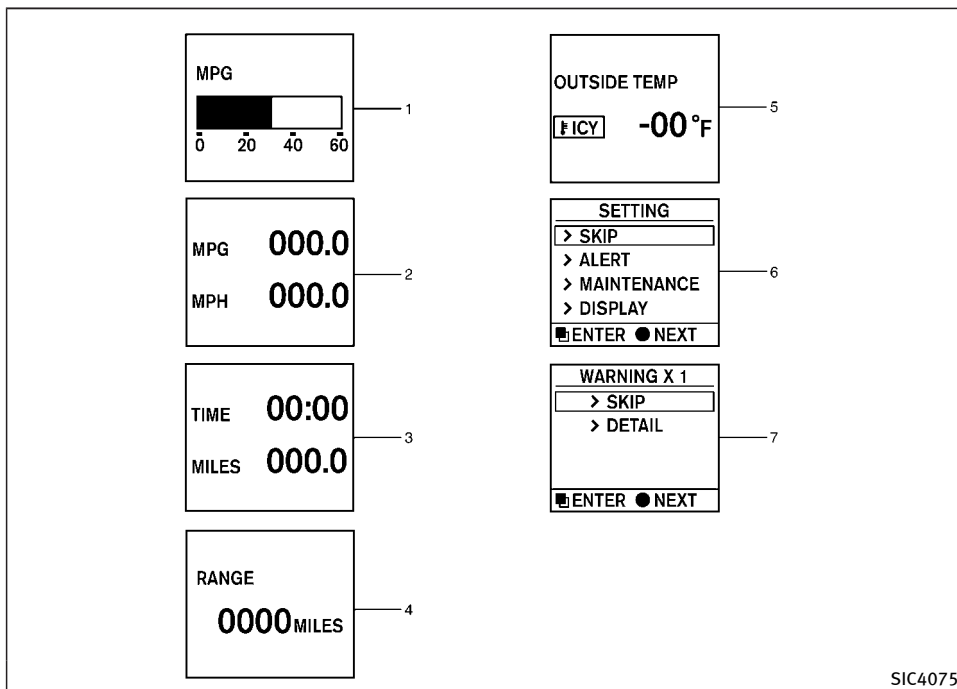 MPG
0 20 40 60
1
MPG 000.0
MPH 000.0
2
TIME 00:00
MILES 000.0
3
RANGE
0000 MILES
4
OUTSIDE TEMP
ICY -00°F
5
SETTING
> SKIP
> ALERT
> MAINTENANCE
> DISPLAY
ENTER ● NEXT
6
WARNING X 1
> SKIP
> DETAIL
ENTER ● NEXT
7
SIC4075